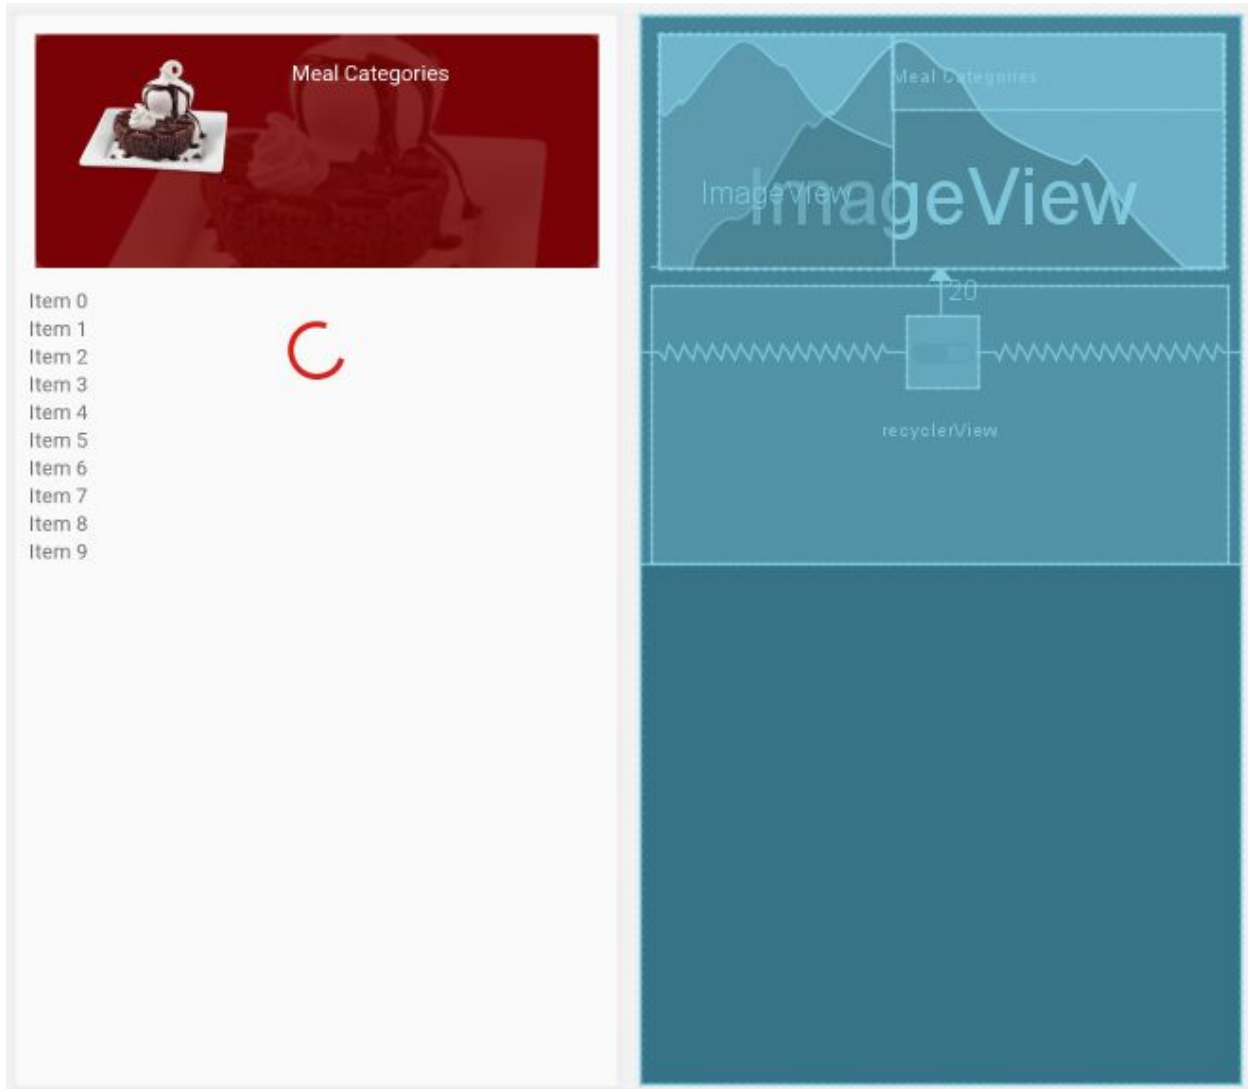 Meal Categories
Item 0
Item 1
Item 2
Item 3
Item 4
Item 5
Item 6
Item 7
Item 8
Item 9
Meal Categories
ImageView
ImageView
20
recyclerView